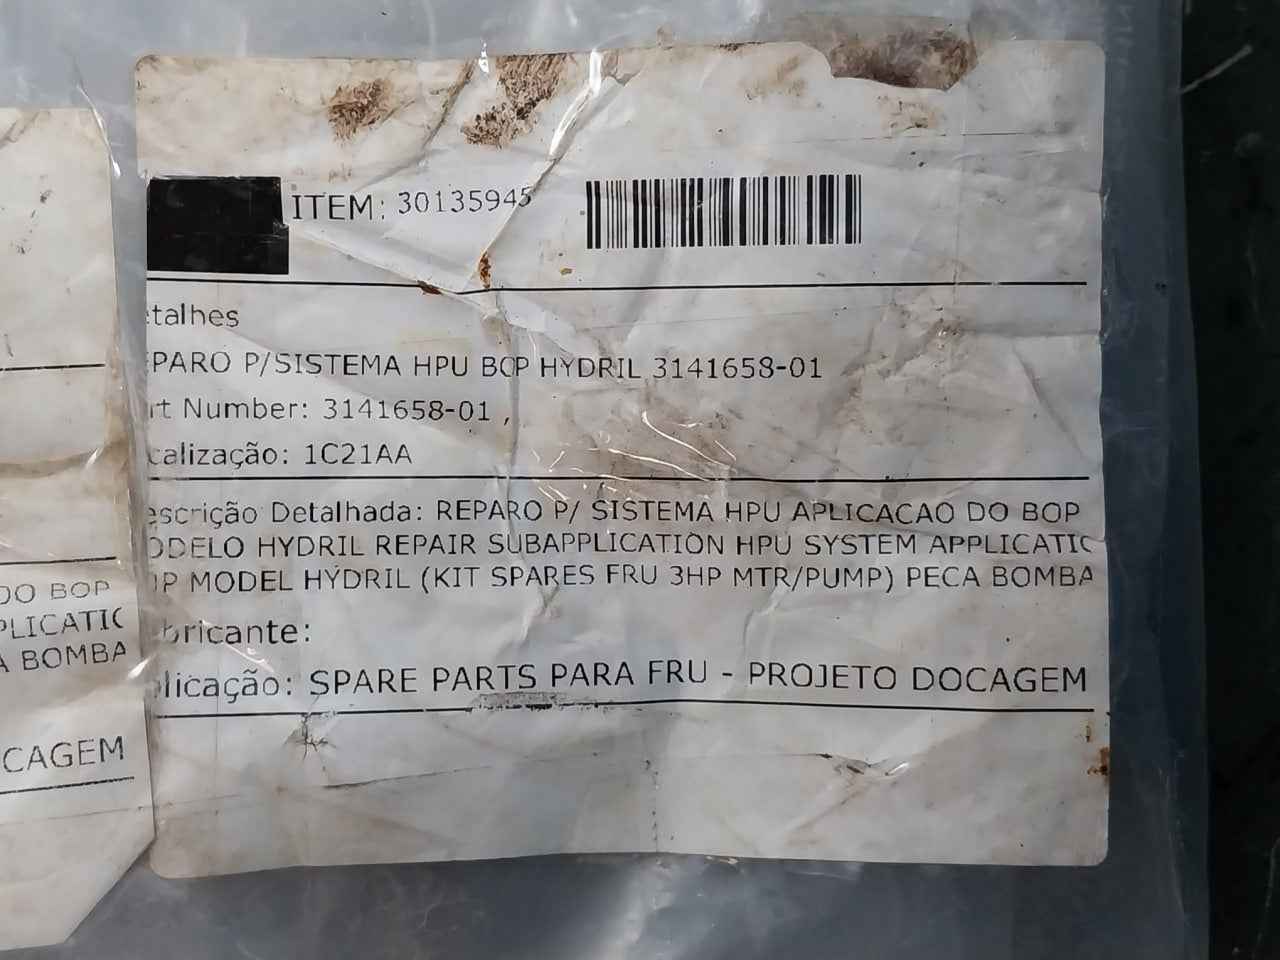 ITEM: 30135945
etalhes
EPARO P/SISTEMA HPU BOP HYDRIL 3141658-01
rt Number: 3141658-01 ,
calização: 1C21AA
escrição Detalhada: REPARO P/ SISTEMA HPU APLICACAO DO BOP
ODELO HYDRIL REPAIR SUBAPPLICATION HPU SYSTEM APPLICATIC
OP MODEL HYDRIL (KIT SPARES FRU 3HP MTR/PUMP) PECA BOMBA
bricante:
licação: SPARE PARTS PARA FRU - PROJETO DOCAGEM
DO BOP
PLICATIC
A BOMBA
CAGEM